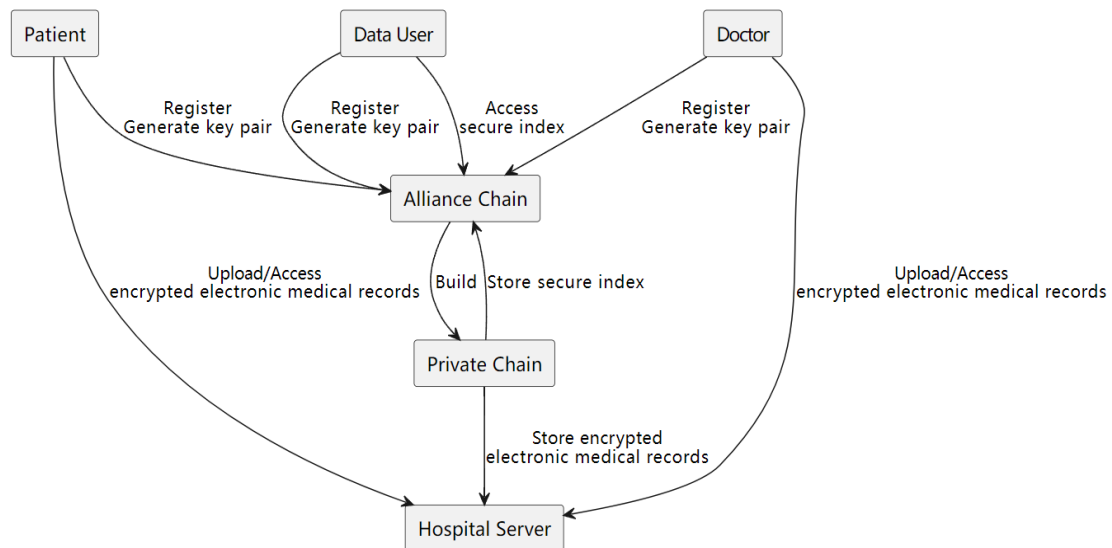 Patient
Data User
Doctor
Register
Generate key pair
Register
Generate key pair
Access
secure index
Register
Generate key pair
Alliance Chain
Upload/Access
encrypted electronic medical records
Build
Store secure index
Upload/Access
encrypted electronic medical records
Private Chain
Store encrypted
electronic medical records
Hospital Server